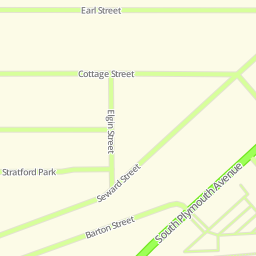 Earl Street
Cottage Street
Elgin Street
Stratford Park
Seward Street
South Plymouth Avenue
Barton Street